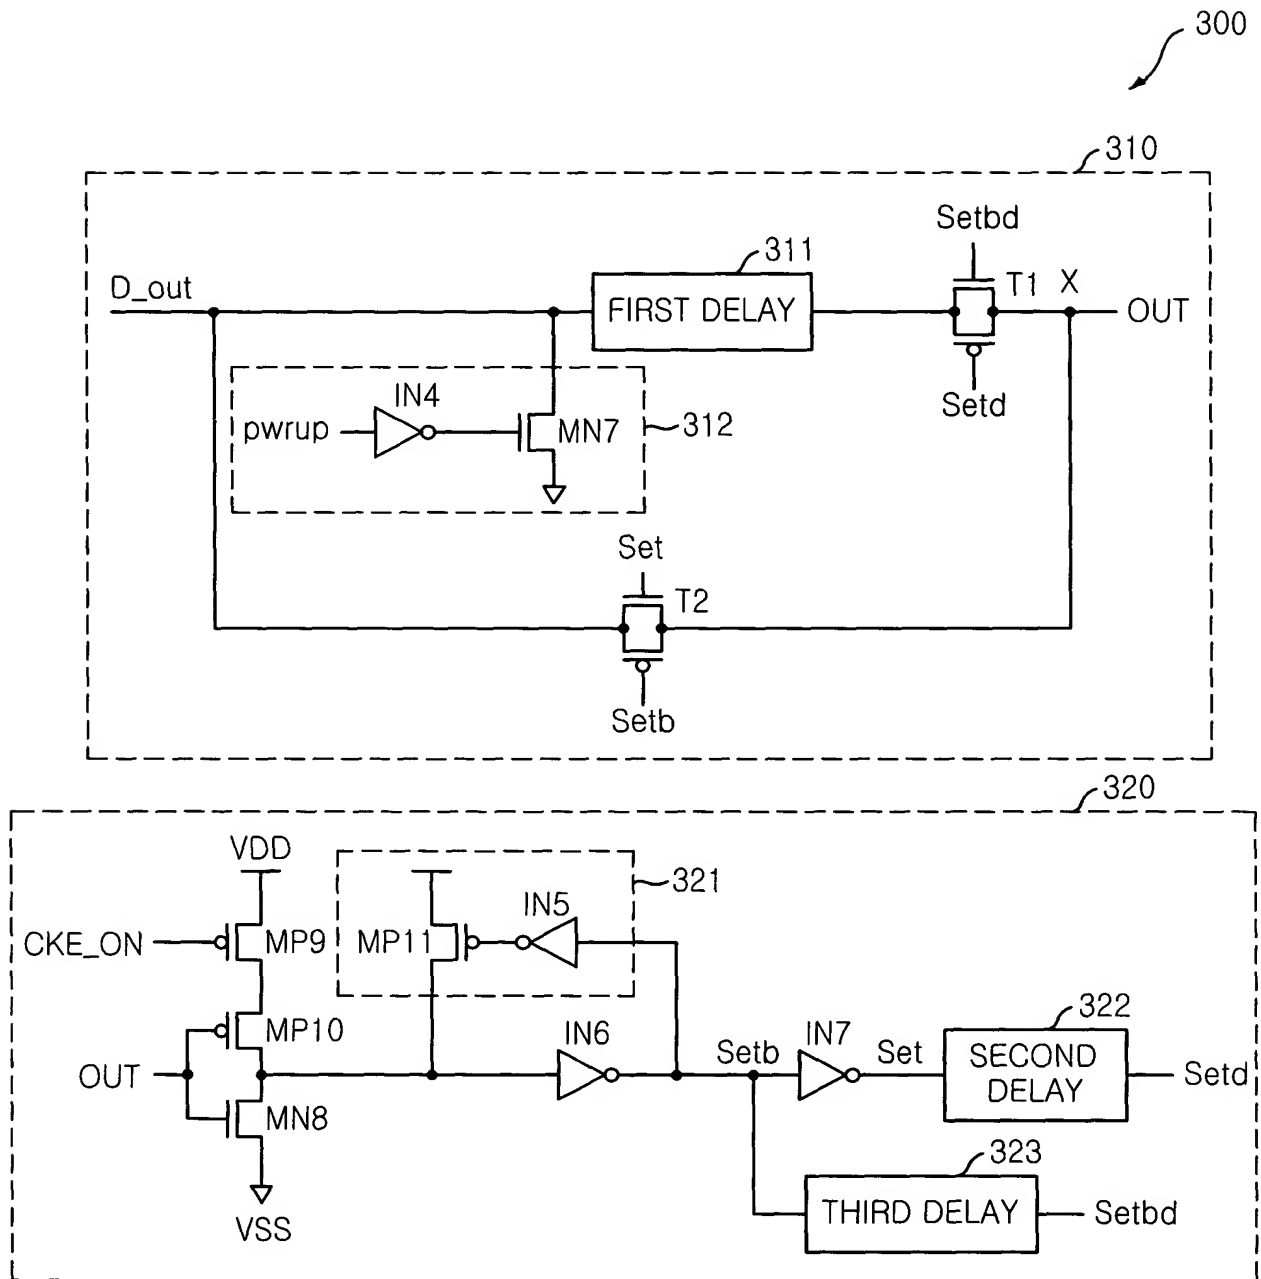 300
310
Setbd
311
D_out
FIRST DELAY
T1
X
OUT
Setd
IN4
pwrup
MN7
312
Set
T2
Setb
320
VDD
321
IN5
CKE_ON
MP9
MP11
MP10
OUT
MN8
VSS
IN6
Setb
IN7
Set
322
SECOND
DELAY
Setd
323
THIRD DELAY
Setbd